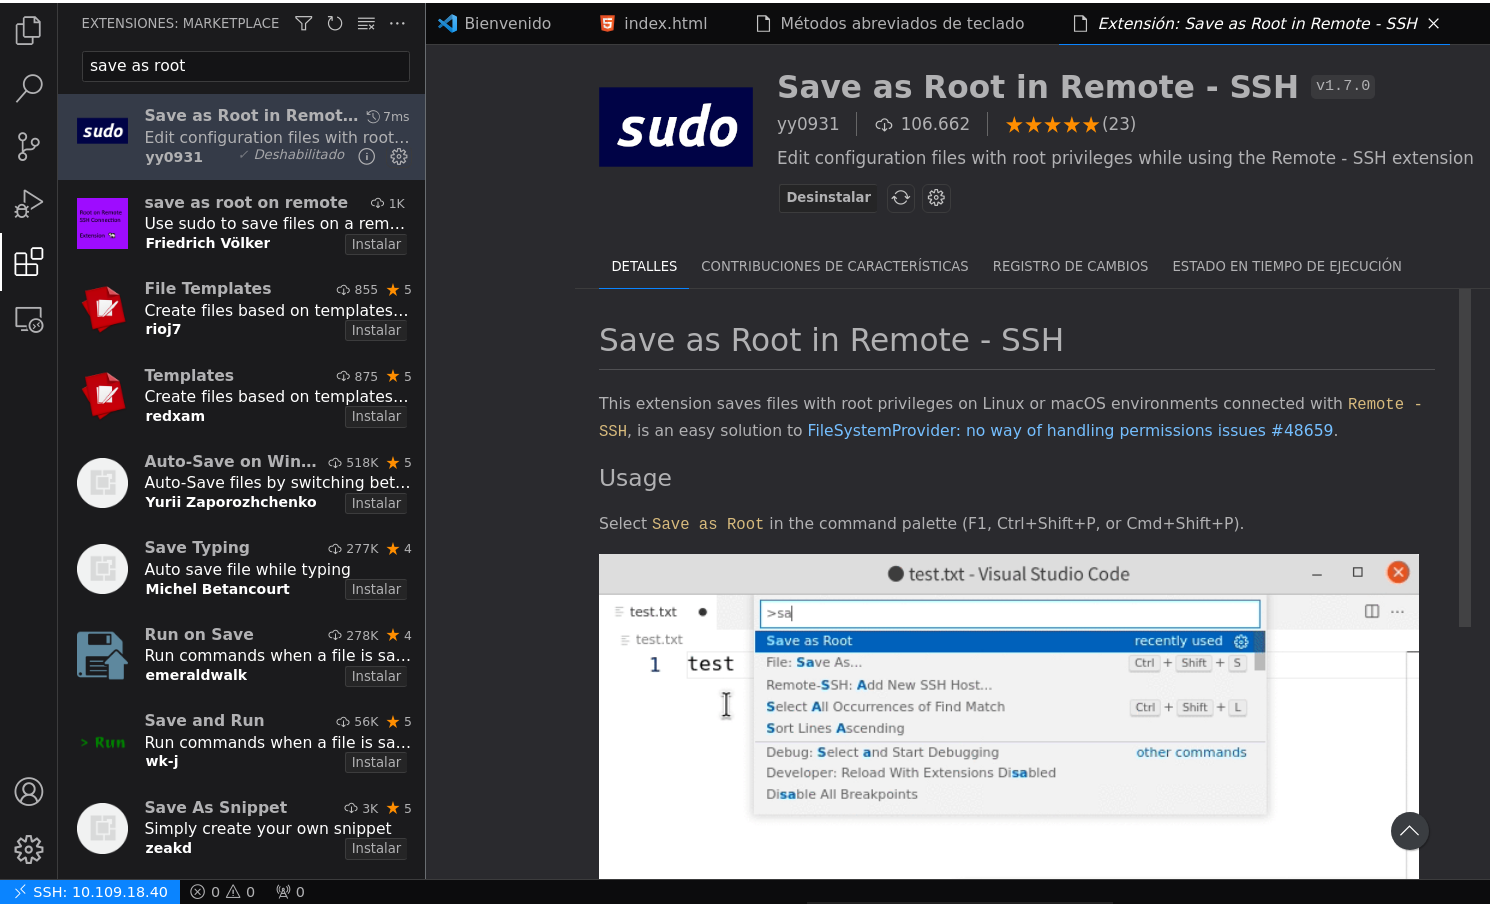 EXTENSIONES: MARKETPLACE
save as root
Save as Root in Remot... 7ms
Edit configuration files with root...
yy0931 ✓ Deshabilitado
save as root on remote 1K
Use sudo to save files on a rem...
Friedrich Völker Instalar
File Templates 855 ★ 5
Create files based on templates...
rioj7 Instalar
Templates 875 ★ 5
Create files based on templates...
redxam Instalar
Auto-Save on Win... 518K ★ 5
Auto-Save files by switching bet...
Yurii Zaporozhchenko Instalar
Save Typing 277K ★ 4
Auto save file while typing
Michel Betancourt Instalar
Run on Save 278K ★ 4
Run commands when a file is sa...
emeraldwalk Instalar
> Run
Save and Run 56K ★ 5
Run commands when a file is sa...
wk-j Instalar
Save As Snippet 3K ★ 5
Simply create your own snippet
zeakd Instalar
sudo
Root on Remote
SSH Connection
Extension
Bienvenido index.html Métodos abreviados de teclado Extensión: Save as Root in Remote - SSH
sudo
Save as Root in Remote - SSH v1.7.0
yy0931 106.662 ★★★★★(23)
Edit configuration files with root privileges while using the Remote - SSH extension
Desinstalar
DETALLES CONTRIBUCIONES DE CARACTERÍSTICAS REGISTRO DE CAMBIOS ESTADO EN TIEMPO DE EJECUCIÓN
Save as Root in Remote - SSH
This extension saves files with root privileges on Linux or macOS environments connected with Remote -
SSH, is an easy solution to FileSystemProvider: no way of handling permissions issues #48659.
Usage
Select Save as Root in the command palette (F1, Ctrl+Shift+P, or Cmd+Shift+P).
● test.txt - Visual Studio Code
test.txt ●
test.txt
1 test
>sa
Save as Root recently used
File: Save As... Ctrl + Shift + S
Remote-SSH: Add New SSH Host...
Select All Occurrences of Find Match Ctrl + Shift + L
Sort Lines Ascending
Debug: Select and Start Debugging other commands
Developer: Reload With Extensions Disabled
Disable All Breakpoints
SSH: 10.109.18.40 0 0 0